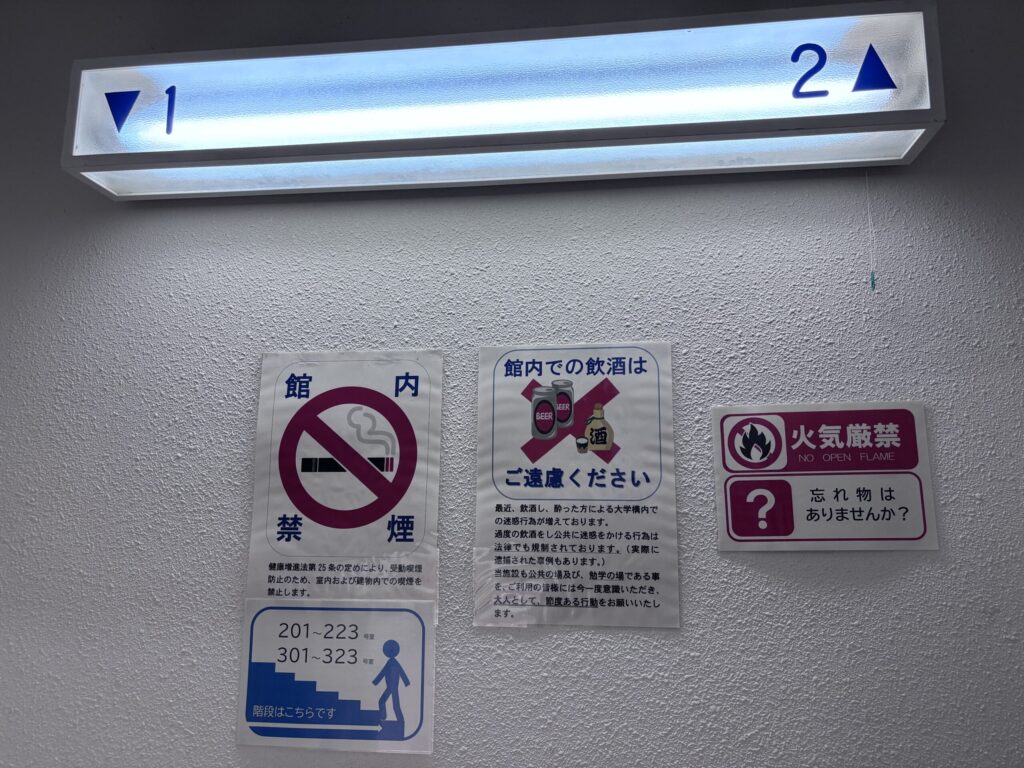 1
2
館内
禁煙
健康増進法第25条の定めにより、受動喫煙
防止のため、室内および建物内での喫煙を
禁止します。
201～223 号室
301～323 号室
階段はこちらです
館内での飲酒は
BEER
BEER
酒
ご遠慮ください
最近、飲酒し、酔った方による大学構内で
の迷惑行為が増えております。
過度の飲酒をし公共に迷惑をかける行為は
法律でも規制されております。（実際に
逮捕された事例もあります。）
当施設も公共の場及び、勉学の場である事
を、ご利用の皆様には今一度意識いただき、
大人として、節度ある行動をお願いいたし
ます。
火気厳禁
NO OPEN FLAME
?
忘れ物は
ありませんか？